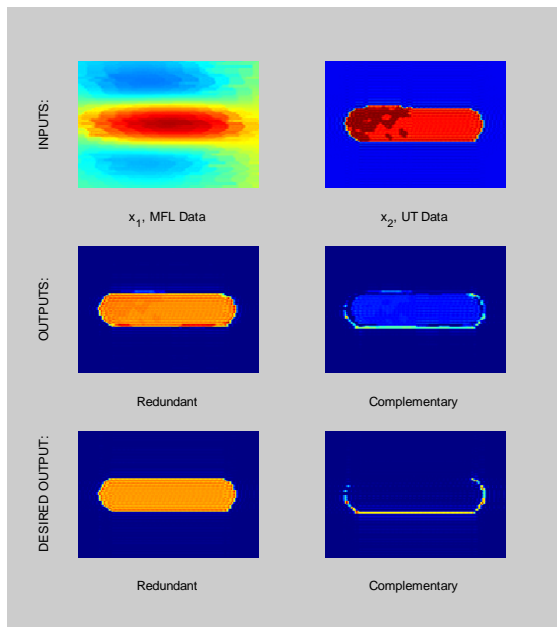 INPUTS:
x1, MFL Data
x2, UT Data
OUTPUTS:
Redundant
Complementary
DESIRED OUTPUT:
Redundant
Complementary